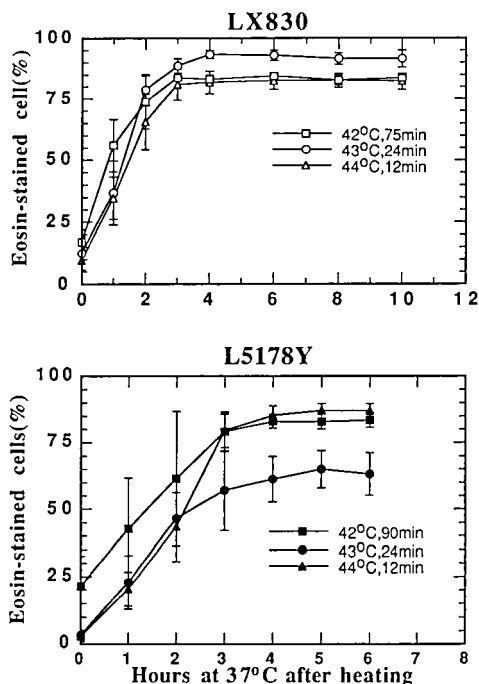 LX830
Eosin-stained cell(%)
100
75
50
25
0
42°C,75min
43°C,24min
44°C,12min
0 2 4 6 8 10 12
L5178Y
Eosin-stained cells(%)
100
75
50
25
0
42°C,90min
43°C,24min
44°C,12min
0 1 2 3 4 5 6 7 8
Hours at 37°C after heating